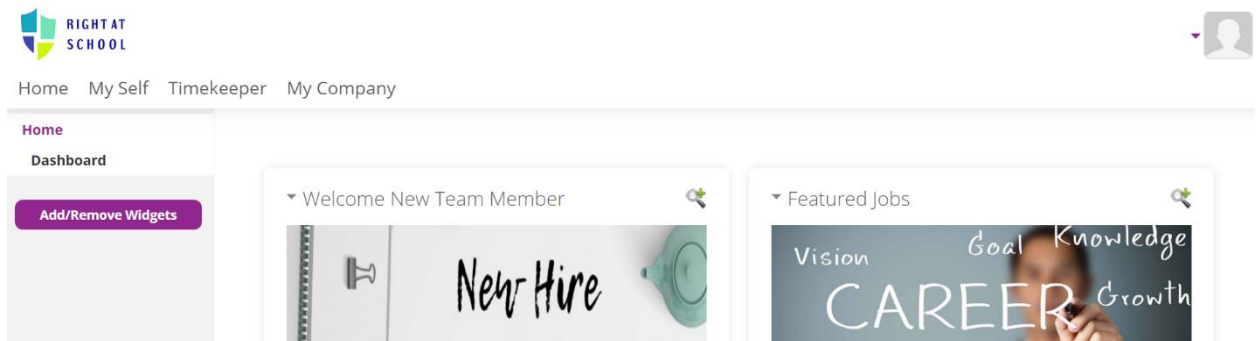 RIGHT AT
SCHOOL
Home My Self Timekeeper My Company
Home
Dashboard
Add/Remove Widgets
Welcome New Team Member
New Hire
Featured Jobs
Vision Goal Knowledge
CAREER Growth